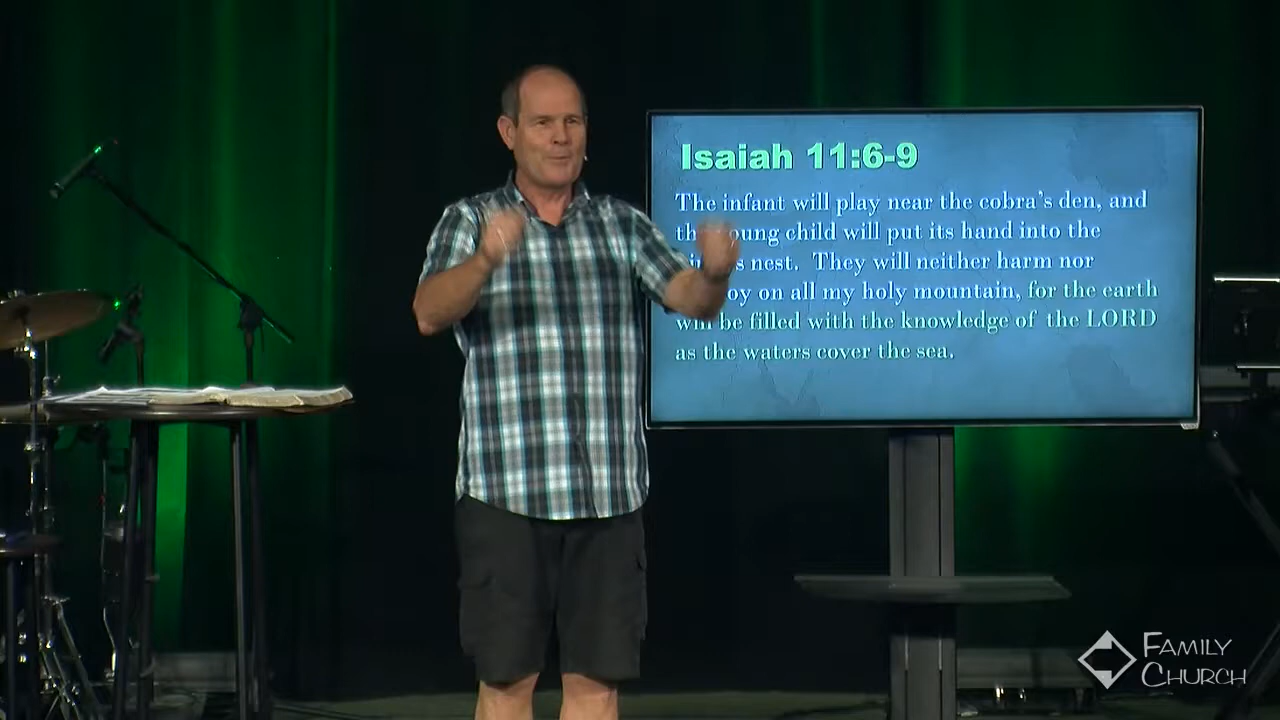 Isaiah 11:6-9
The infant will play near the cobra's den, and
young child will put its hand into the
nest. They will neither harm nor
on all my holy mountain, for the earth
will be filled with the knowledge of the LORD
as the waters cover the sea.
FAMILY
CHURCH